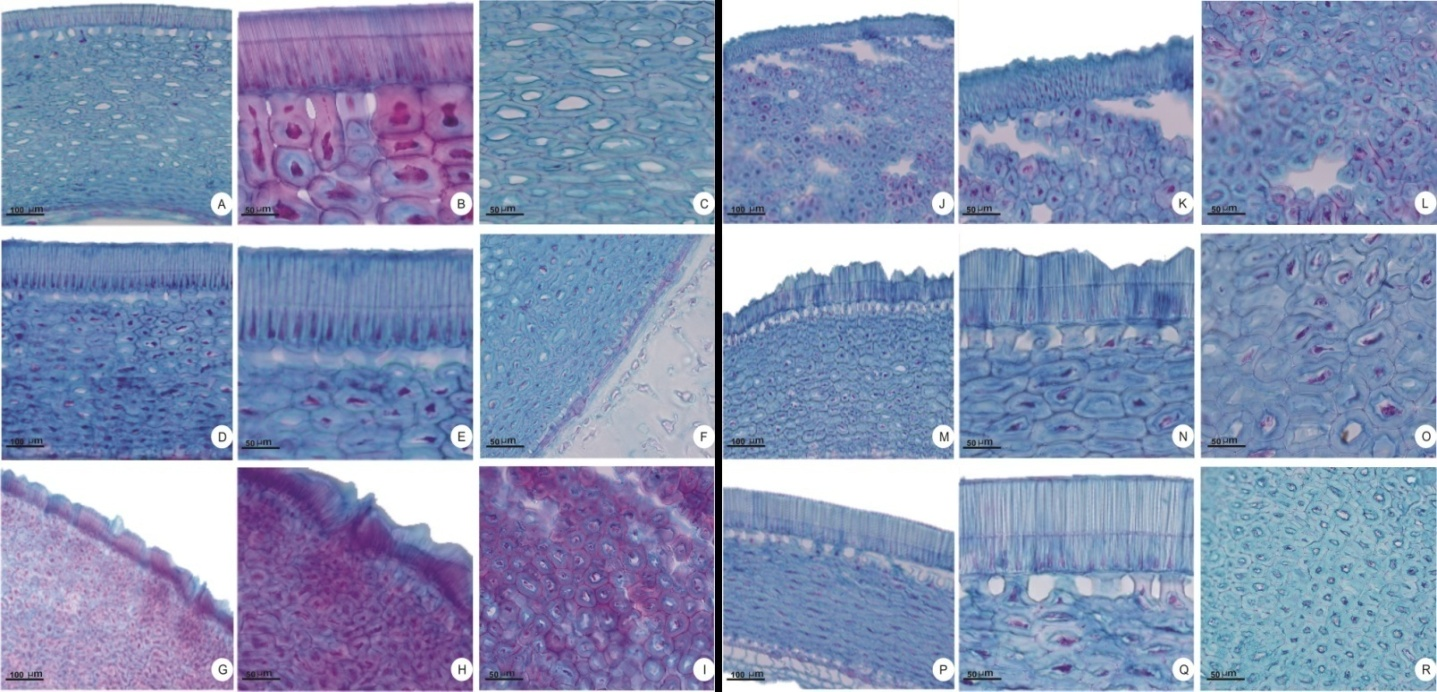 100 µm A
50 µm B
50 µm C
100 µm J
50 µm K
50 µm L
100 µm D
50 µm E
50 µm F
100 µm M
50 µm N
50 µm O
100 µm G
50 µm H
50 µm I
100 µm P
50 µm Q
50 µm R